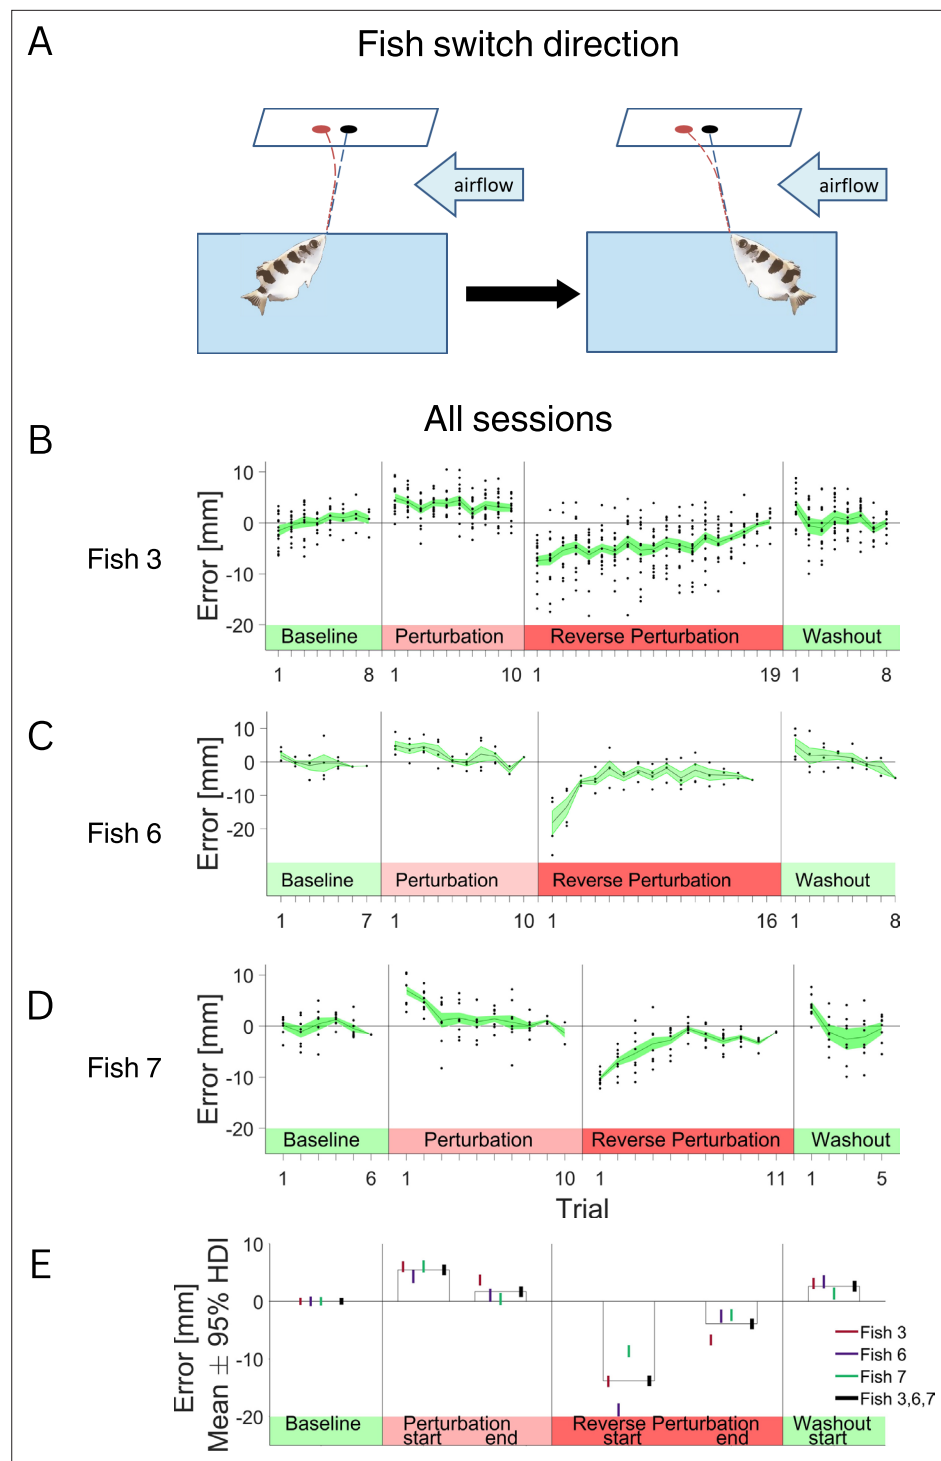 A
Fish switch direction
airflow
airflow
All sessions
B
Fish 3
Error [mm]
10
0
-10
-20
Baseline
Perturbation
Reverse Perturbation
Washout
1
8
1
10
1
19
1
8
C
Fish 6
Error [mm]
10
0
-10
-20
Baseline
Perturbation
Reverse Perturbation
Washout
1
7
1
10
1
16
1
8
D
Fish 7
Error [mm]
10
0
-10
-20
Baseline
Perturbation
Reverse Perturbation
Washout
1
6
1
10
1
11
1
5
Trial
E
Error [mm]
Mean ± 95% HDI
10
0
-10
-20
Fish 3
Fish 6
Fish 7
Fish 3,6,7
Baseline
Perturbation
start
end
Reverse Perturbation
start
end
Washout
start